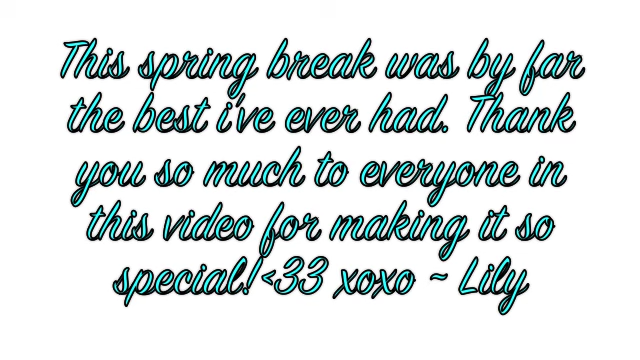 This spring break was by far
the best i've ever had. Thank
you so much to everyone in
this video for making it so
special!<33 xoxo ~ Lily